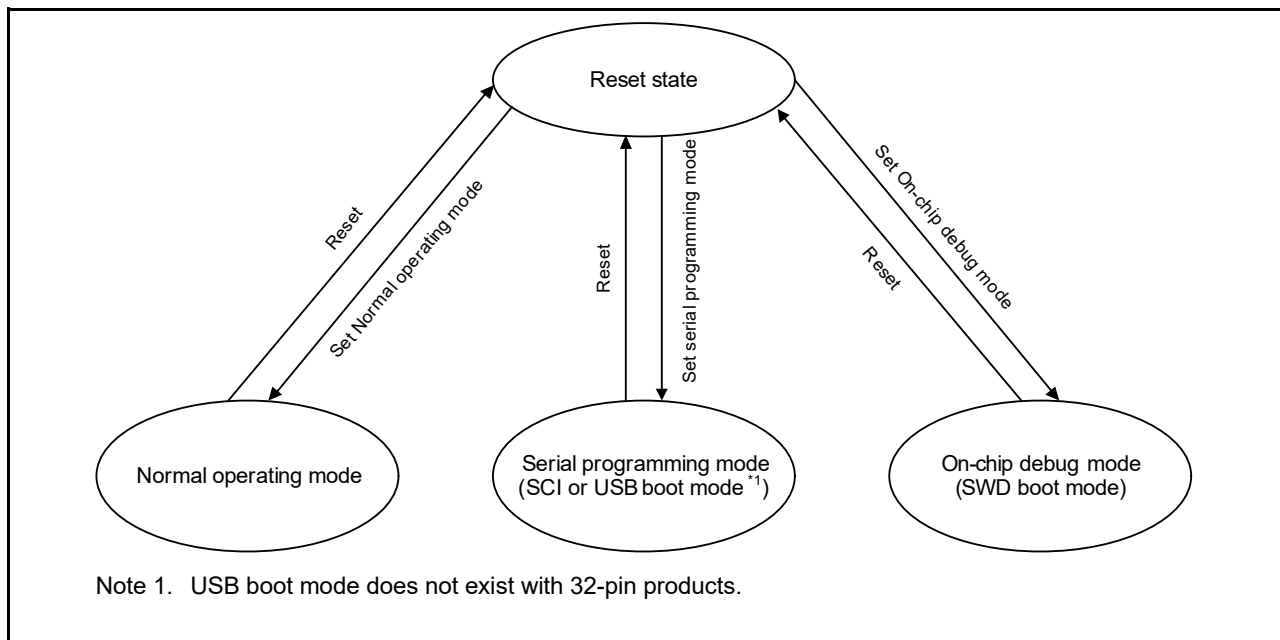 Reset state
Reset
Set Normal operating mode
Reset
Set serial programming mode
Set On-chip debug mode
Reset
Normal operating mode
Serial programming mode
(SCI or USB boot mode *1)
On-chip debug mode
(SWD boot mode)
Note 1. USB boot mode does not exist with 32-pin products.